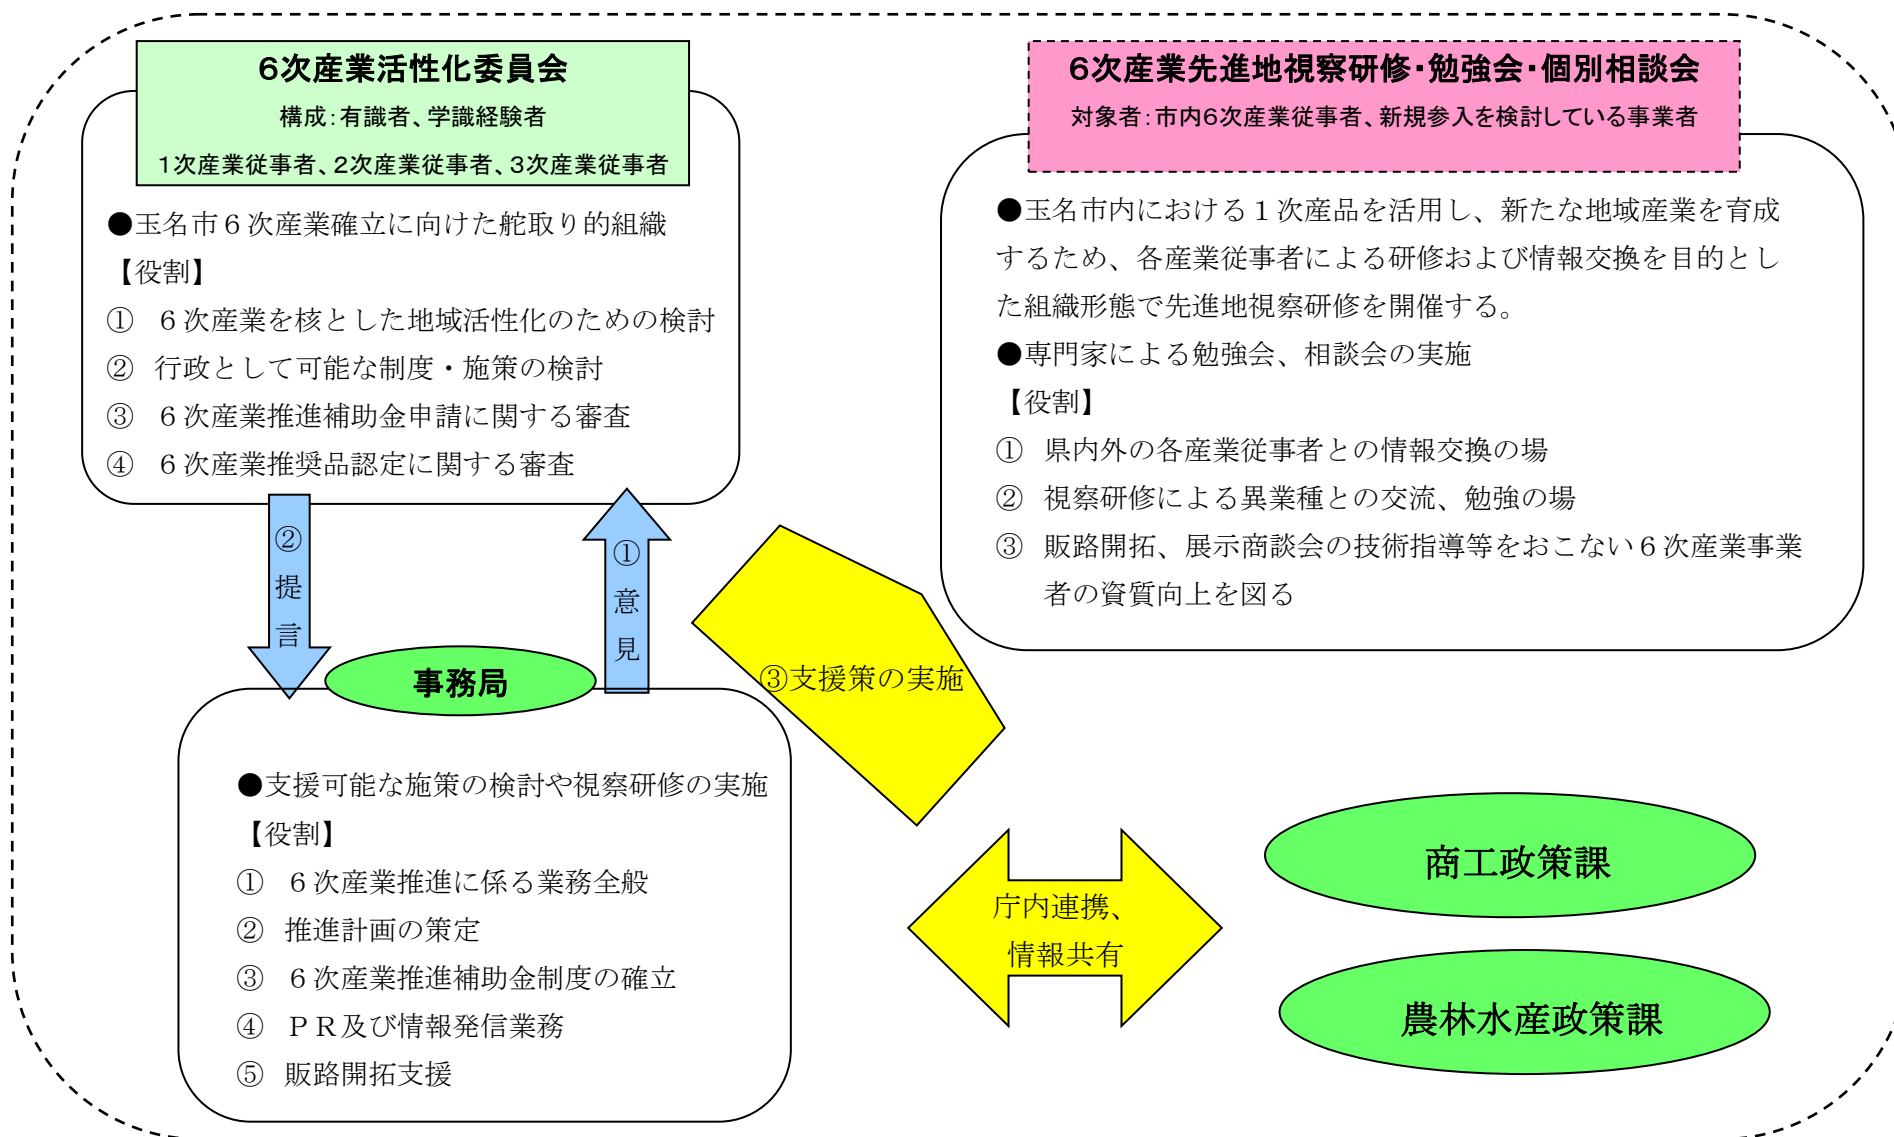 6次産業活性化委員会
構成：有識者、学識経験者
1次産業従事者、2次産業従事者、3次産業従事者
●玉名市６次産業確立に向けた舵取り的組織
【役割】
① ６次産業を核とした地域活性化のための検討
② 行政として可能な制度・施策の検討
③ ６次産業推進補助金申請に関する審査
④ ６次産業推奨品認定に関する審査
6次産業先進地視察研修・勉強会・個別相談会
対象者：市内6次産業従事者、新規参入を検討している事業者
●玉名市内における１次産品を活用し、新たな地域産業を育成
するため、各産業従事者による研修および情報交換を目的とし
た組織形態で先進地視察研修を開催する。
●専門家による勉強会、相談会の実施
【役割】
① 県内外の各産業従事者との情報交換の場
② 視察研修による異業種との交流、勉強の場
③ 販路開拓、展示商談会の技術指導等をおこない６次産業事業
者の資質向上を図る
②提言
①意見
③支援策の実施
事務局
●支援可能な施策の検討や視察研修の実施
【役割】
① ６次産業推進に係る業務全般
② 推進計画の策定
③ ６次産業推進補助金制度の確立
④ ＰＲ及び情報発信業務
⑤ 販路開拓支援
庁内連携、
情報共有
商工政策課
農林水産政策課